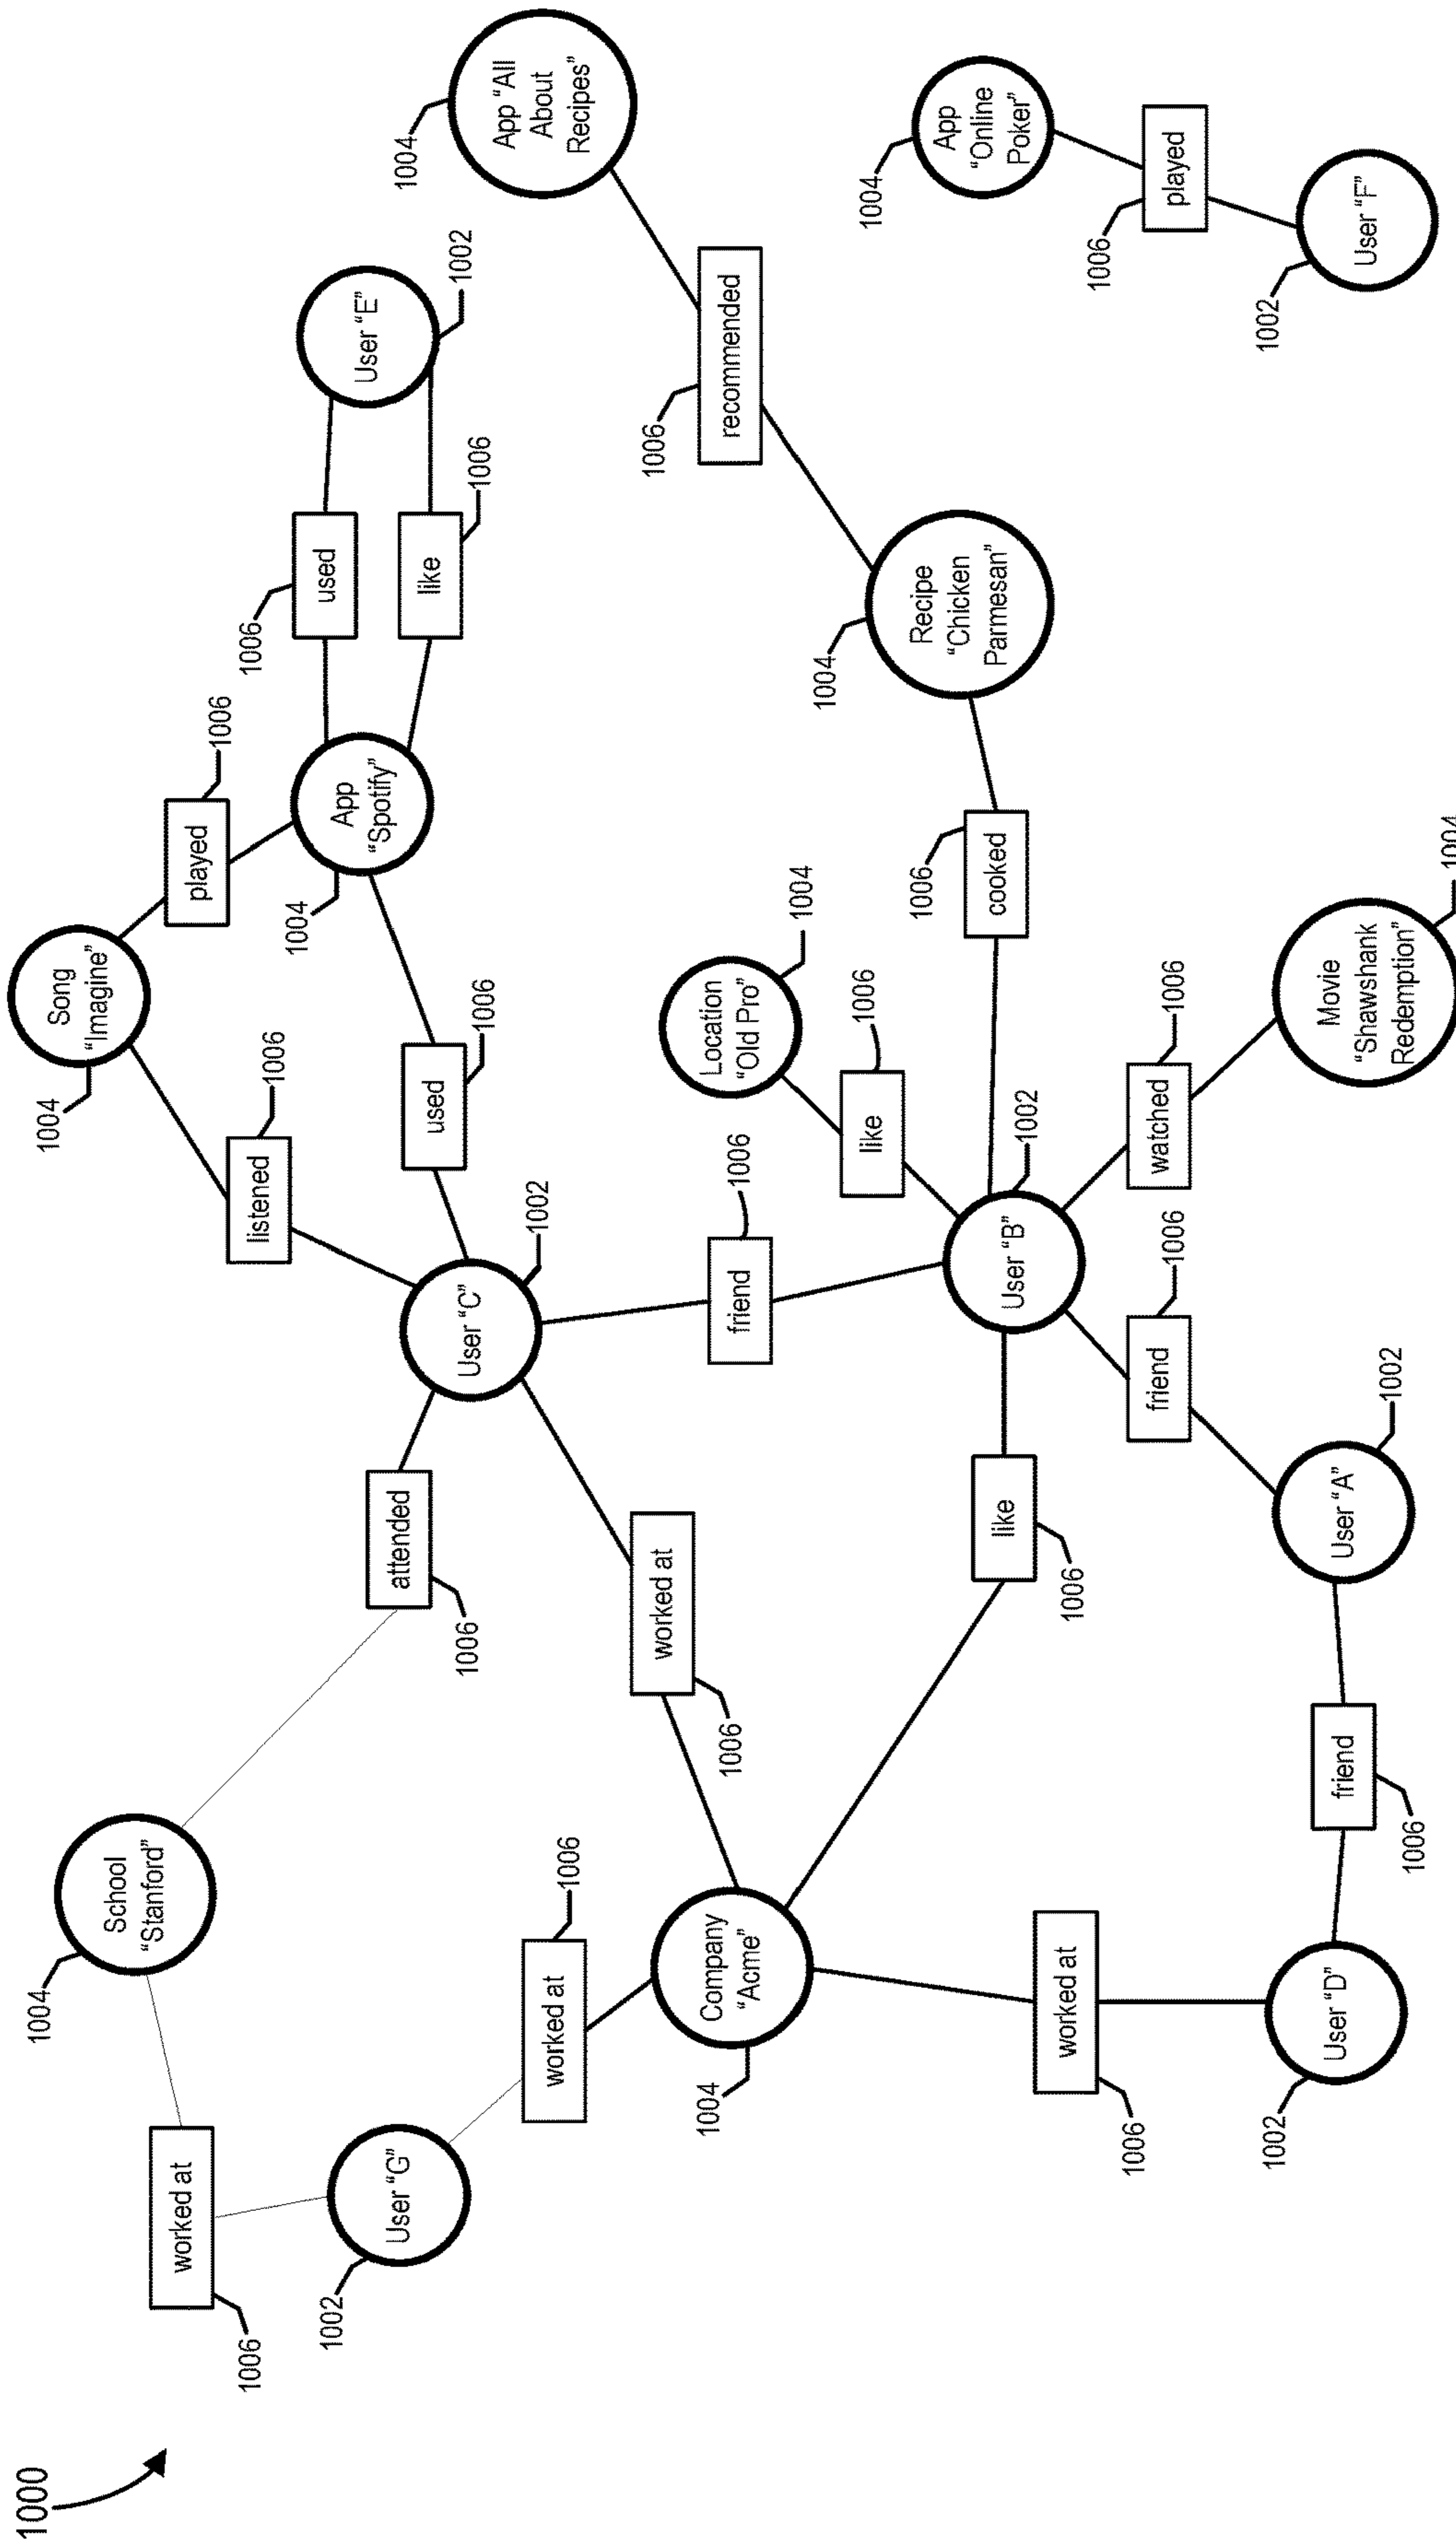 1000
1004
School
“Stanford”
1006
worked at
1002
User “G”
1006
worked at
1006
attended
1004
Song
“Imagine”
1006
listened
1006
played
1004
App
“Spotify”
1006
used
1006
used
like
1006
User “E”
1002
User “C”
1002
1004
App “All
About
Recipes”
1006
recommended
worked at
1006
friend
1006
Company
“Acme”
1004
Location
“Old Pro”
1004
like
1006
1004
Recipe
“Chicken
Parmesan”
1006
cooked
User “B”
1002
like
1006
1004
App
“Online
Poker”
1006
played
1002
User “F”
worked at
1006
friend
1006
watched
1006
1002
User “D”
friend
1006
User “A”
1002
Movie
“Shawshank
Redemption”
1004